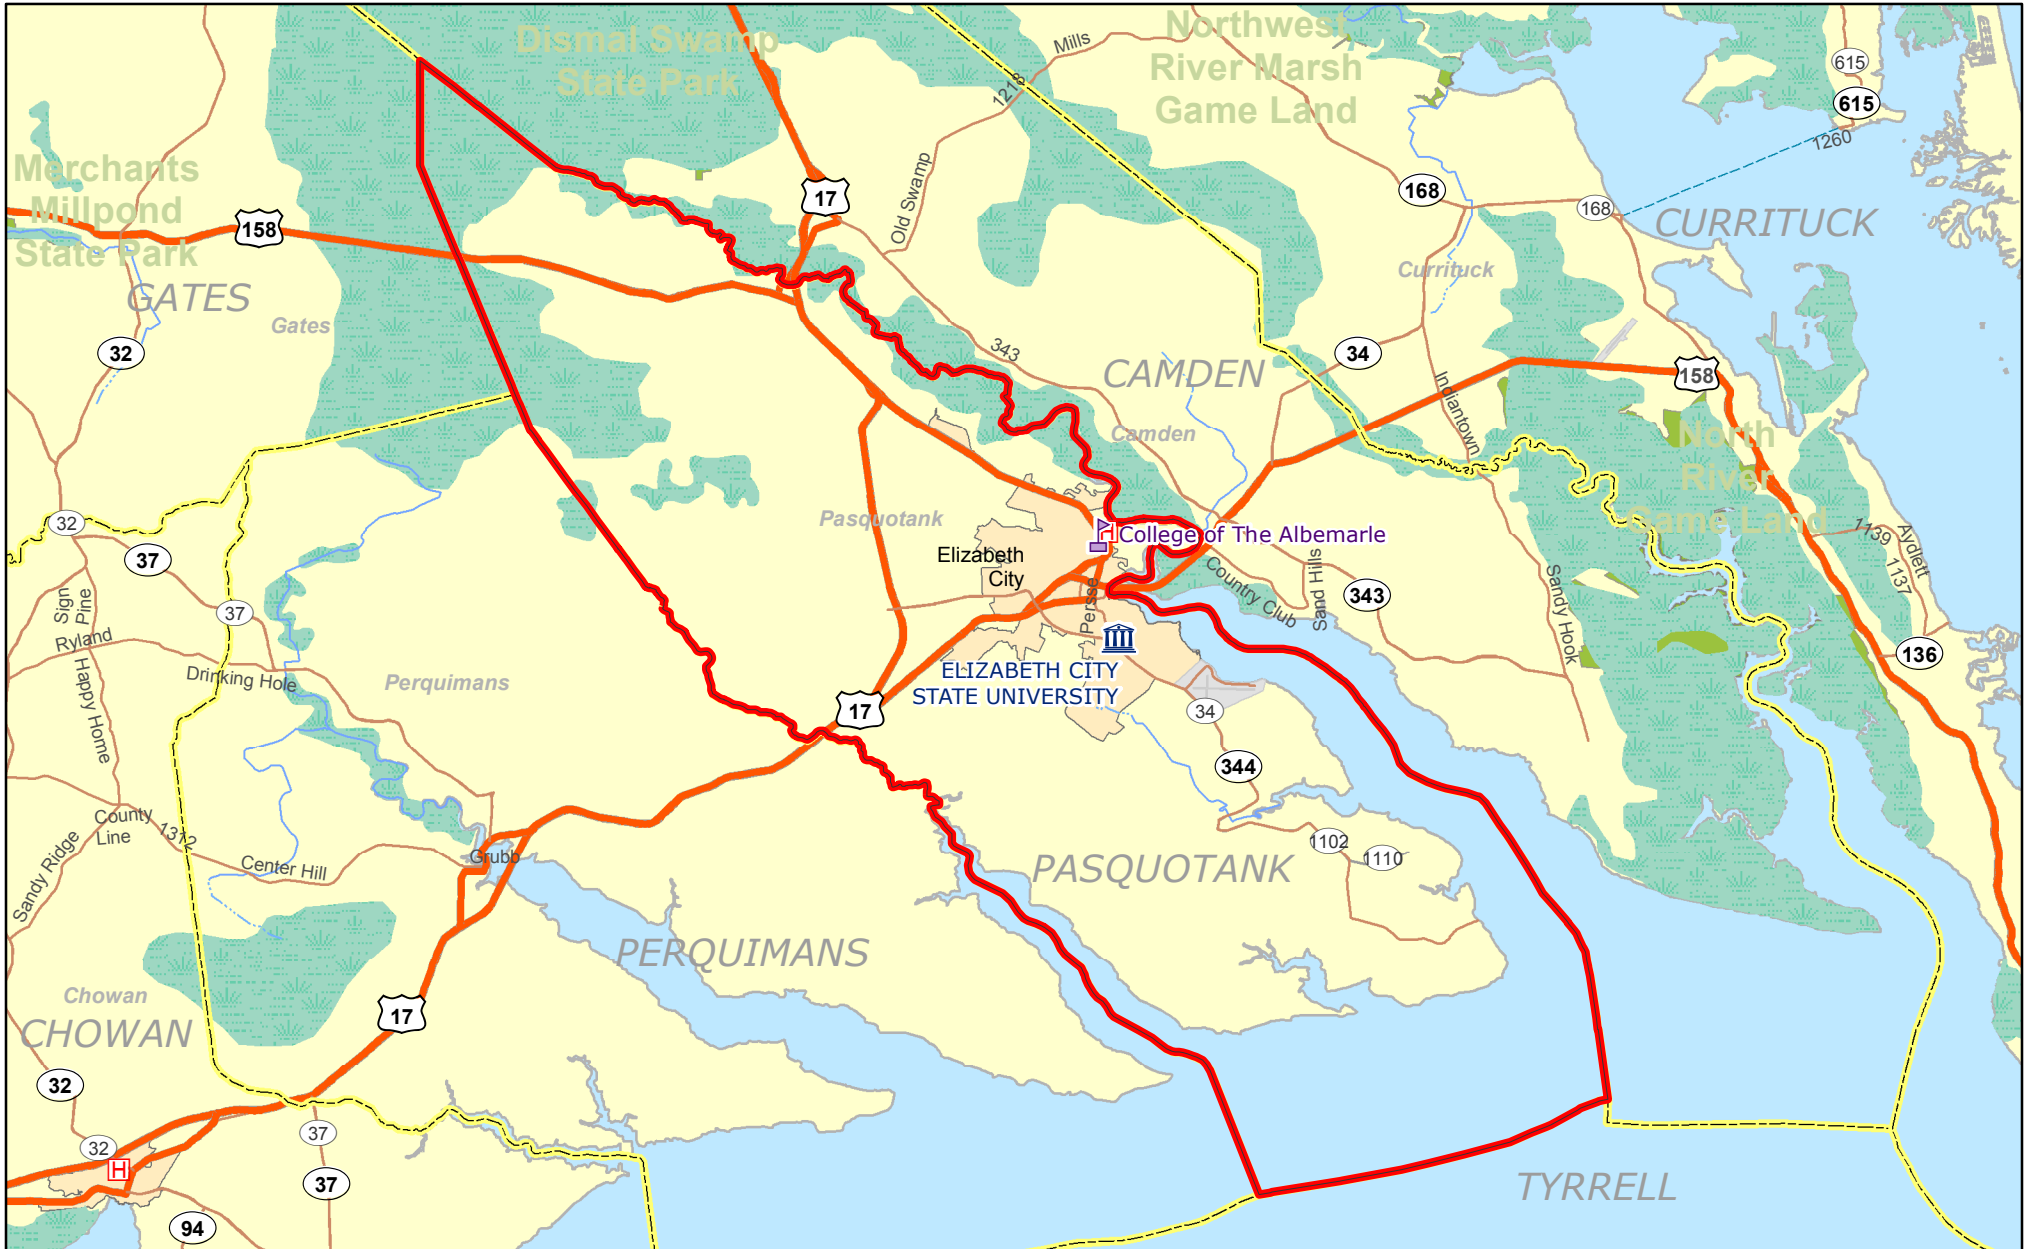 Dismal Swamp
State Park
Northwest
River Marsh
Game Land
Mills
1218
615
615
1260
Merchants
Millpond
State Park
158
17
Old Swamp
168
168
CURRITUCK
Currituck
GATES
Gates
32
343
34
CAMDEN
Camden
158
Indiantown
North
River
Game Land
32
37
Pasquotank
Elizabeth
City
College of The Albemarle
1139
Aydlett
1137
Sign
Pine
37
Persse
Country Club
Sand Hills
343
Sandy Hook
Ryland
Happy Home
Drinking Hole
Perquimans
ELIZABETH CITY
STATE UNIVERSITY
136
17
34
344
County
Line
1312
Sandy Ridge
Center Hill
Grubb
PASQUOTANK
1102
1110
PERQUIMANS
Chowan
CHOWAN
17
32
32
H
37
37
94
TYRRELL
H